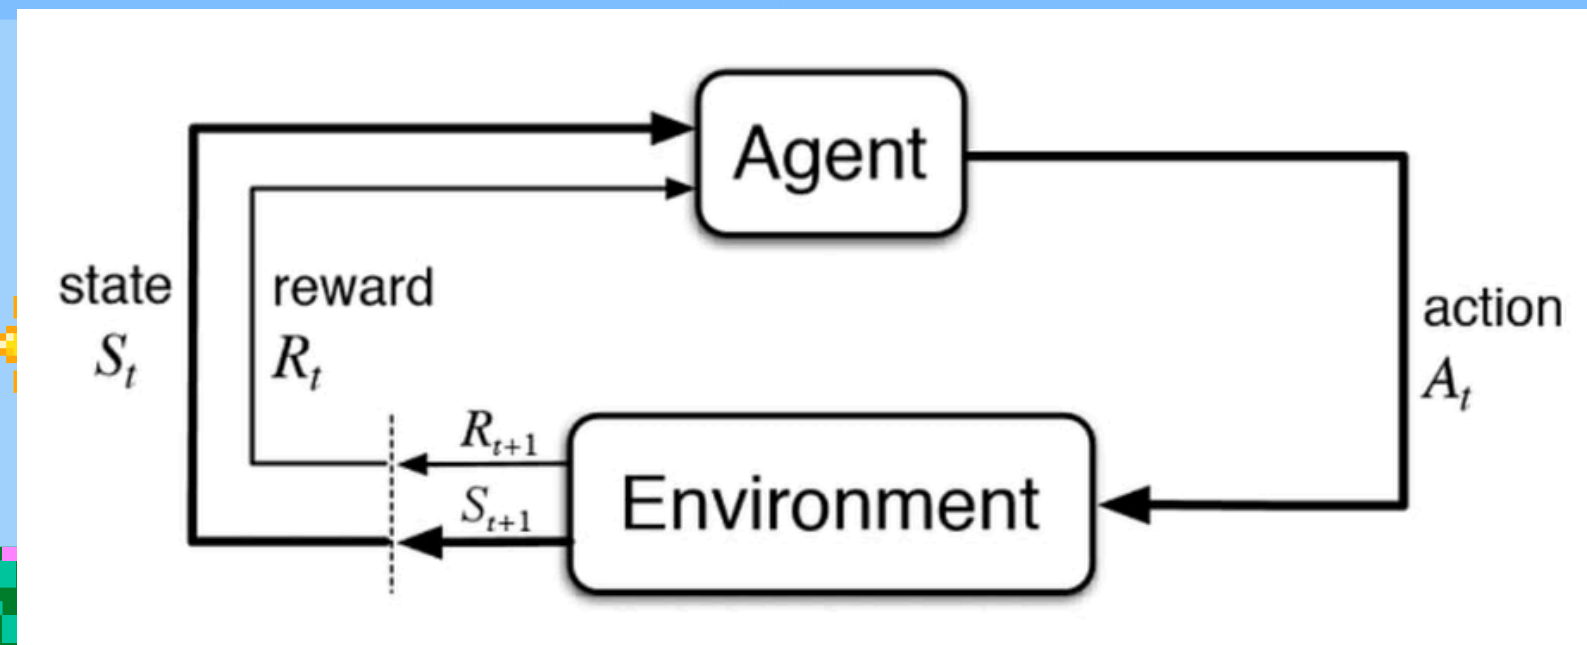 Agent
state
S_t
reward
R_t
action
A_t
R_{t+1}
S_{t+1}
Environment